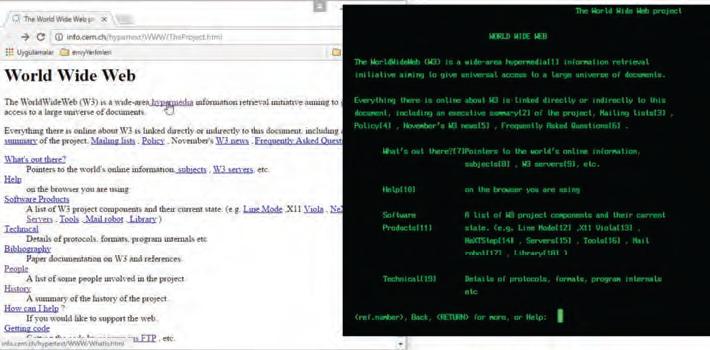 The World Wide Web pro
info.cern.ch/hypertext/WWW/TheProject.html
Uygulamalar
World Wide Web
The WorldWideWeb (W3) is a wide-area hypermedia information retrieval initiative aiming to
access to a large universe of documents.
Everything there is online about W3 is linked directly or indirectly to this document, including
summary of the project, Mailing lists , Policy , November's W3 news , Frequently Asked Quest
What's out there?
Pointers to the world's online information, subjects , W3 servers, etc.
Help
on the browser you are using
Software Products
A list of W3 project components and their current state. (e.g. Line Mode ,X11 Viola ,
Servers , Tools , Mail robot , Library )
Technical
Details of protocols, formats, program internals etc
Bibliography
Paper documentation on W3 and references.
People
A list of some people involved in the project.
History
A summary of the history of the project.
How can I help ?
If you would like to support the web.
Getting code
FTP , etc.
info.cern.ch/hypertext/WWW/WhatIs.html
The World Wide Web project
WORLD WIDE WEB
The WorldWideWeb (W3) is a wide-area hypermedia[1] information retrieval
initiative aiming to give universal access to a large universe of documents.
Everything there is online about W3 is linked directly or indirectly to this
document, including an executive summary[2] of the project, Mailing lists[3] ,
Policy[4] , November's W3 news[5] , Frequently Asked Questions[6] .
What's out there?[7]Pointers to the world's online information,
subjects[8] , W3 servers[9], etc.
Help[10] on the browser you are using
Software A list of W3 project components and their current
Products[11] state. (e.g. Line Mode[12] ,X11 Viola[13] ,
NeXTStep[14] , Servers[15] , Tools[16] , Mail
robot[17] , Library[18] )
Technical[19] Details of protocols, formats, program internals
etc
<ref.number>, Back, <RETURN> for more, or Help: